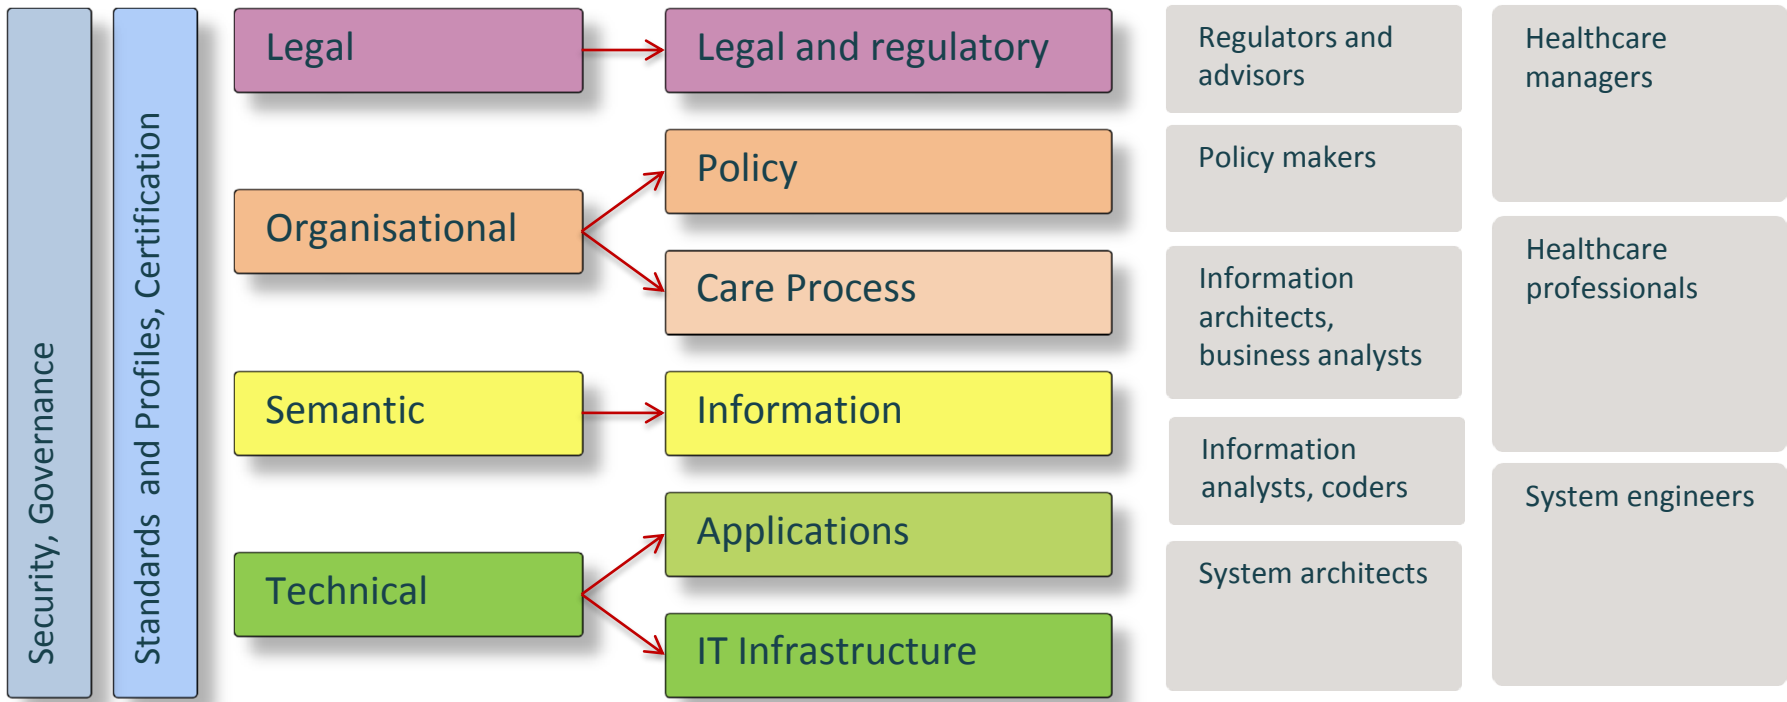 Security, Governance
Standards and Profiles, Certification
Legal
Organisational
Semantic
Technical
Legal and regulatory
Policy
Care Process
Information
Applications
IT Infrastructure
Regulators and
advisors
Policy makers
Information
architects,
business analysts
Information
analysts, coders
System architects
Healthcare
managers
Healthcare
professionals
System engineers